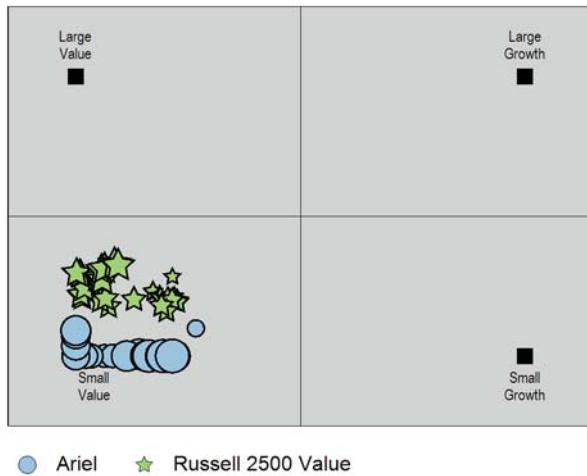 Large
Value
Large
Growth
Small
Value
Small
Growth
Ariel
Russell 2500 Value